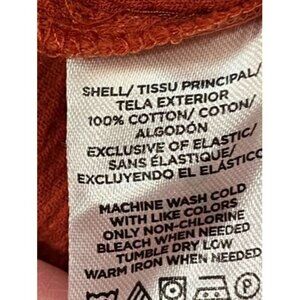 SHELL/ TISSU PRINCIPAL/
TELA EXTERIOR
100% COTTON/ COTON/
ALGODÓN
EXCLUSIVE OF ELASTIC/
SANS ÉLASTIQUE/
EXCLUYENDO EL ELÁSTICO
MACHINE WASH COLD
WITH LIKE COLORS
ONLY NON-CHLORINE
BLEACH WHEN NEEDED
TUMBLE DRY LOW
WARM IRON WHEN NEEDED
P